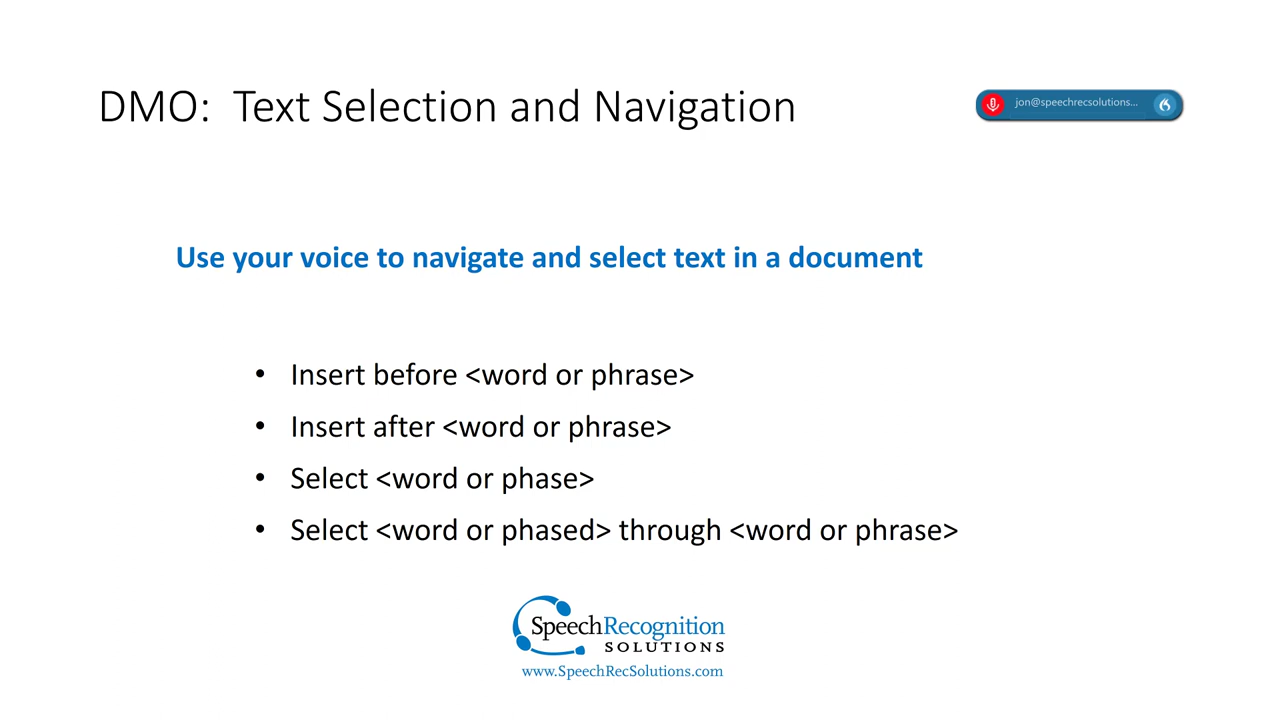 DMO: Text Selection and Navigation
jon@speechrecsolutions...
Use your voice to navigate and select text in a document
• Insert before <word or phrase>
• Insert after <word or phrase>
• Select <word or phase>
• Select <word or phased> through <word or phrase>
SpeechRecognition
SOLUTIONS
www.SpeechRecSolutions.com